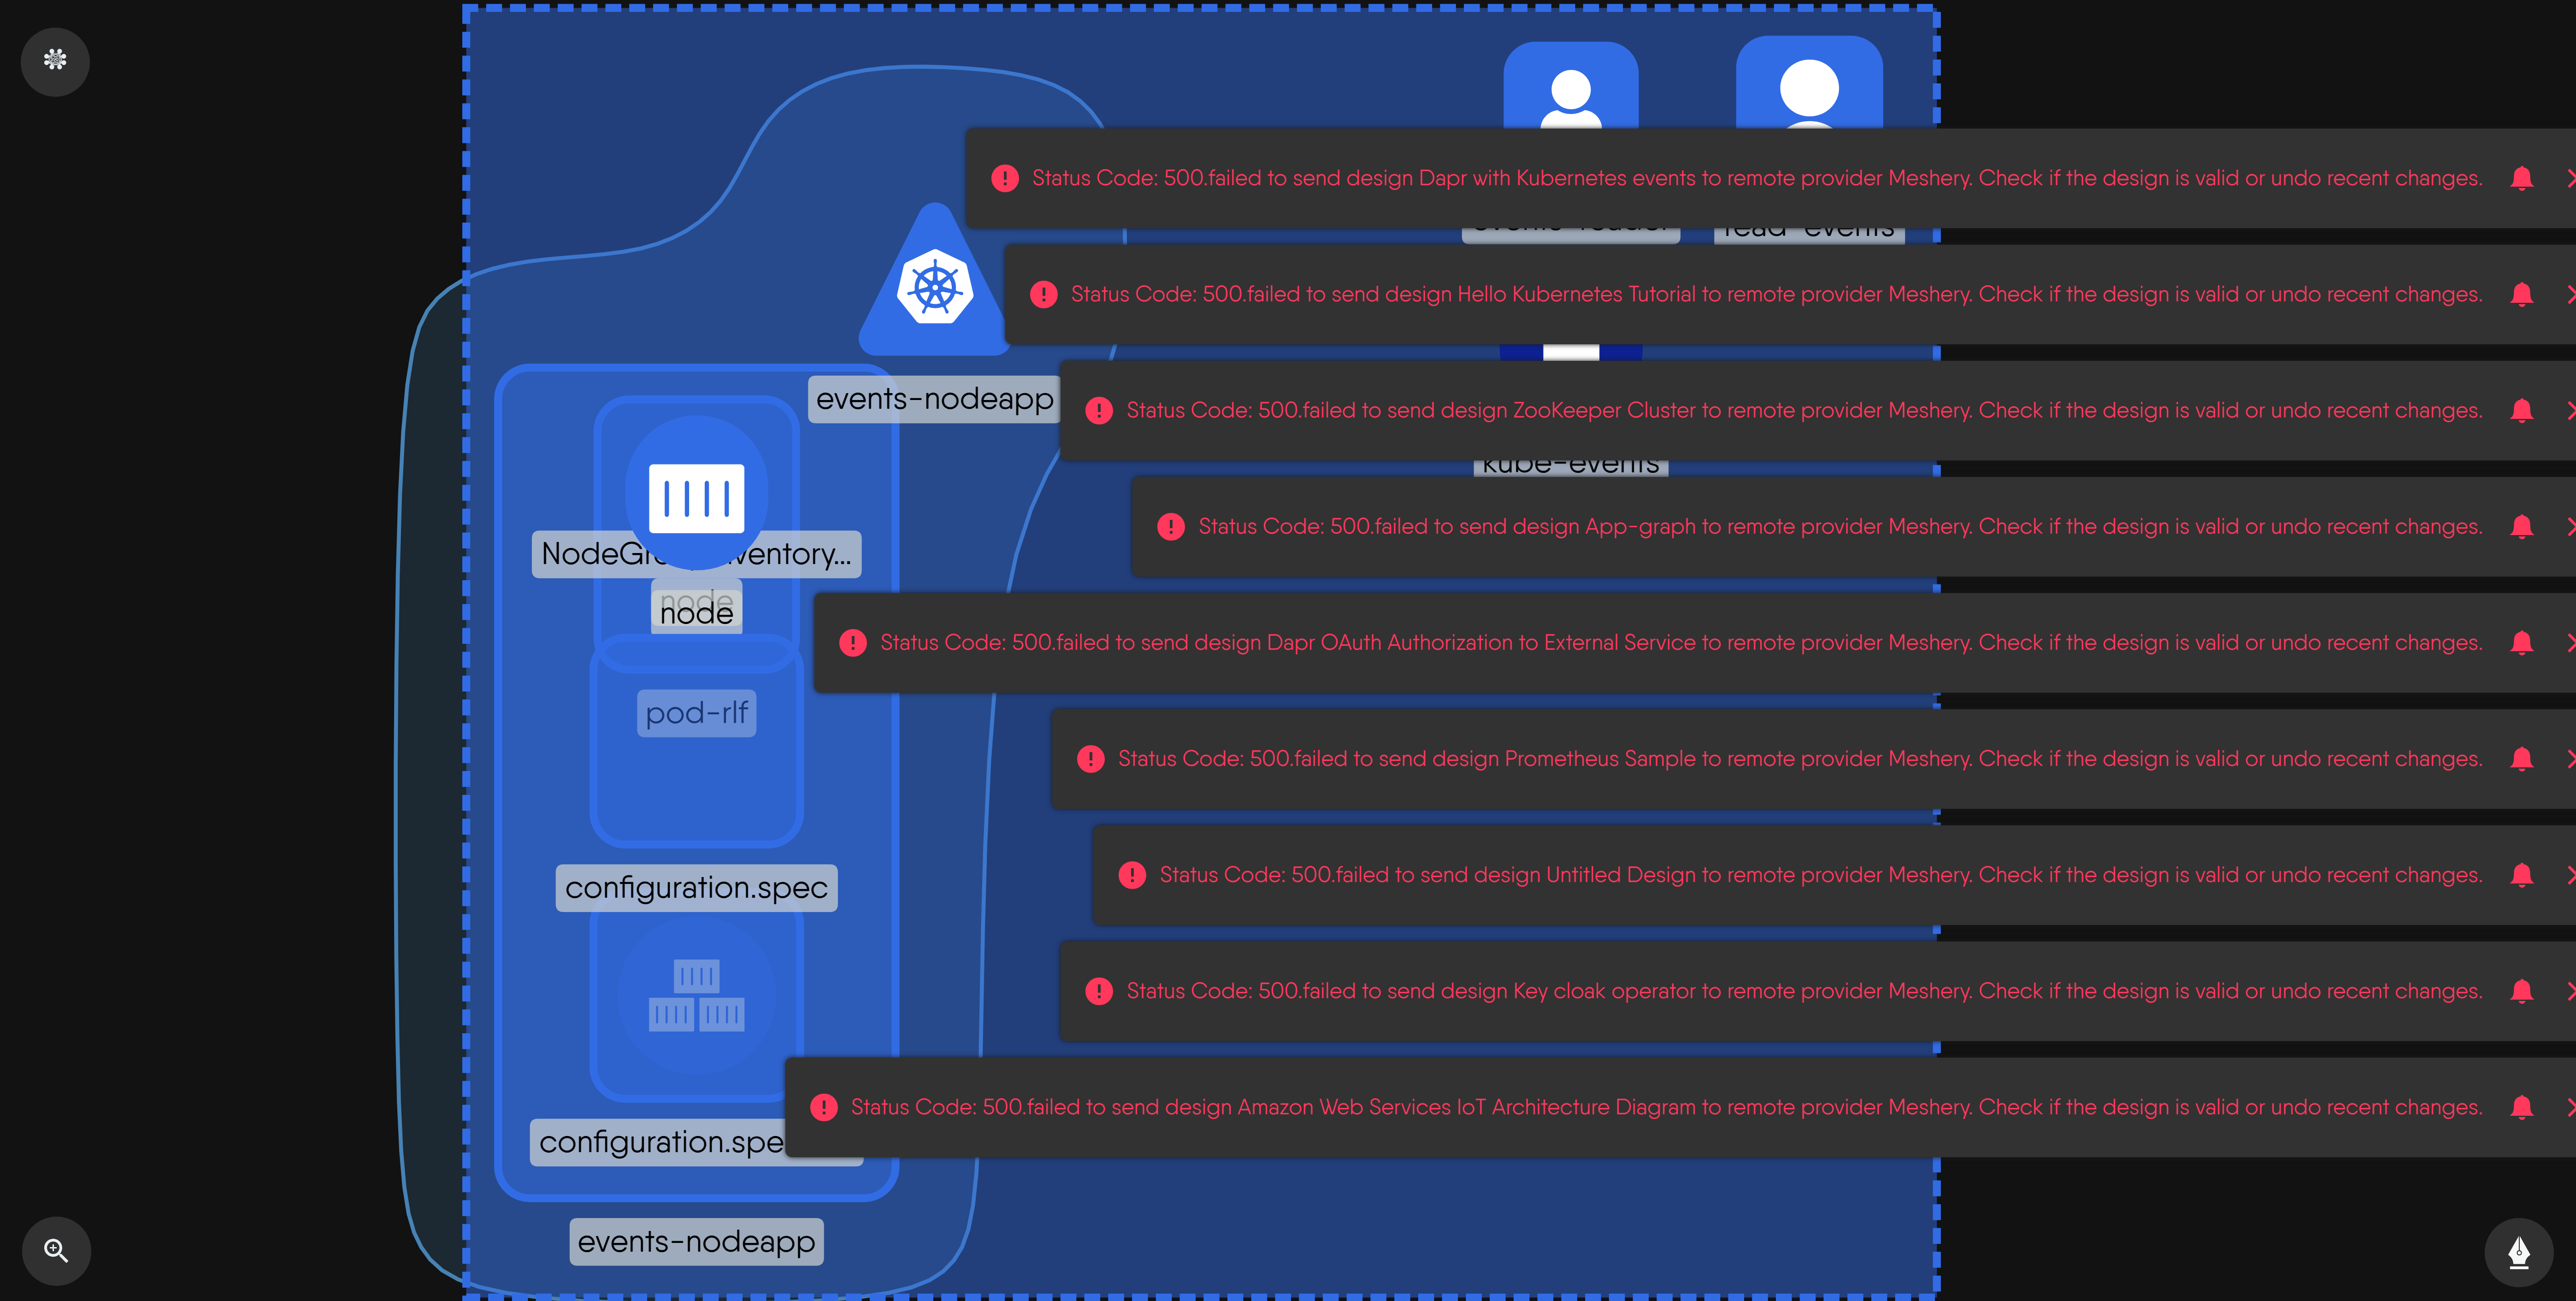 Status Code: 500.failed to send design Dapr with Kubernetes events to remote provider Meshery. Check if the design is valid or undo recent changes.
read-events
Status Code: 500.failed to send design Hello Kubernetes Tutorial to remote provider Meshery. Check if the design is valid or undo recent changes.
events-nodeapp
Status Code: 500.failed to send design ZooKeeper Cluster to remote provider Meshery. Check if the design is valid or undo recent changes.
kube-events
Status Code: 500.failed to send design App-graph to remote provider Meshery. Check if the design is valid or undo recent changes.
node
node
Status Code: 500.failed to send design Dapr OAuth Authorization to External Service to remote provider Meshery. Check if the design is valid or undo recent changes.
pod-rlf
Status Code: 500.failed to send design Prometheus Sample to remote provider Meshery. Check if the design is valid or undo recent changes.
Status Code: 500.failed to send design Untitled Design to remote provider Meshery. Check if the design is valid or undo recent changes.
configuration.spec
Status Code: 500.failed to send design Key cloak operator to remote provider Meshery. Check if the design is valid or undo recent changes.
Status Code: 500.failed to send design Amazon Web Services IoT Architecture Diagram to remote provider Meshery. Check if the design is valid or undo recent changes.
configuration.spe
events-nodeapp